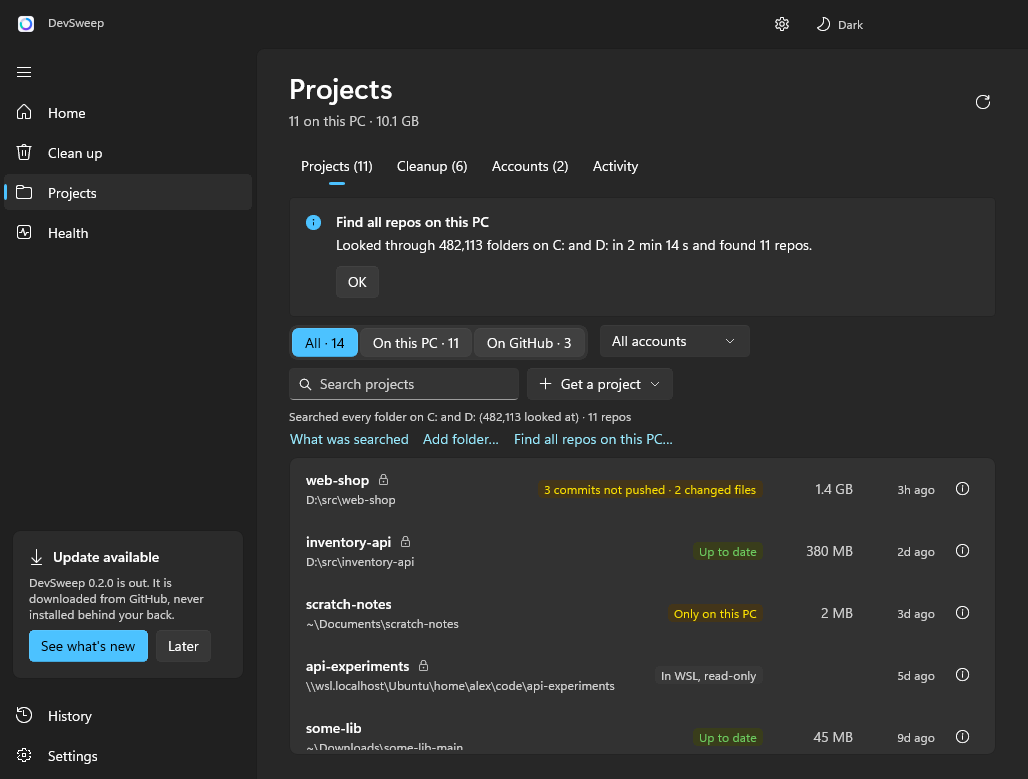 DevSweep
Dark
Home
Clean up
Projects
Health
Projects
11 on this PC · 10.1 GB
Projects (11) Cleanup (6) Accounts (2) Activity
Find all repos on this PC
Looked through 482,113 folders on C: and D: in 2 min 14 s and found 11 repos.
OK
All · 14 On this PC · 11 On GitHub · 3 All accounts
Search projects Get a project
Searched every folder on C: and D: (482,113 looked at) · 11 repos
What was searched Add folder... Find all repos on this PC...
web-shop
D:\src\web-shop
3 commits not pushed · 2 changed files 1.4 GB 3h ago
inventory-api
D:\src\inventory-api
Up to date 380 MB 2d ago
scratch-notes
~\Documents\scratch-notes
Only on this PC 2 MB 3d ago
api-experiments
\\wsl.localhost\Ubuntu\home\alex\code\api-experiments
In WSL, read-only 5d ago
some-lib
~\Downloads\some-lib-main
Up to date 45 MB 9d ago
Update available
DevSweep 0.2.0 is out. It is
downloaded from GitHub, never
installed behind your back.
See what's new Later
History
Settings